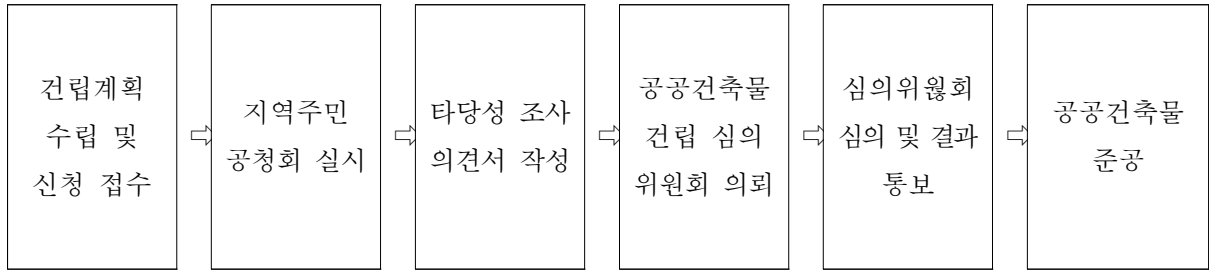 건립계획
수립 및
신청 접수
⇨
지역주민
공청회 실시
⇨
타당성 조사
의견서 작성
⇨
공공건축물
건립 심의
위원회 의뢰
⇨
심의위웒회
심의 및 결과
통보
⇨
공공건축물
준공